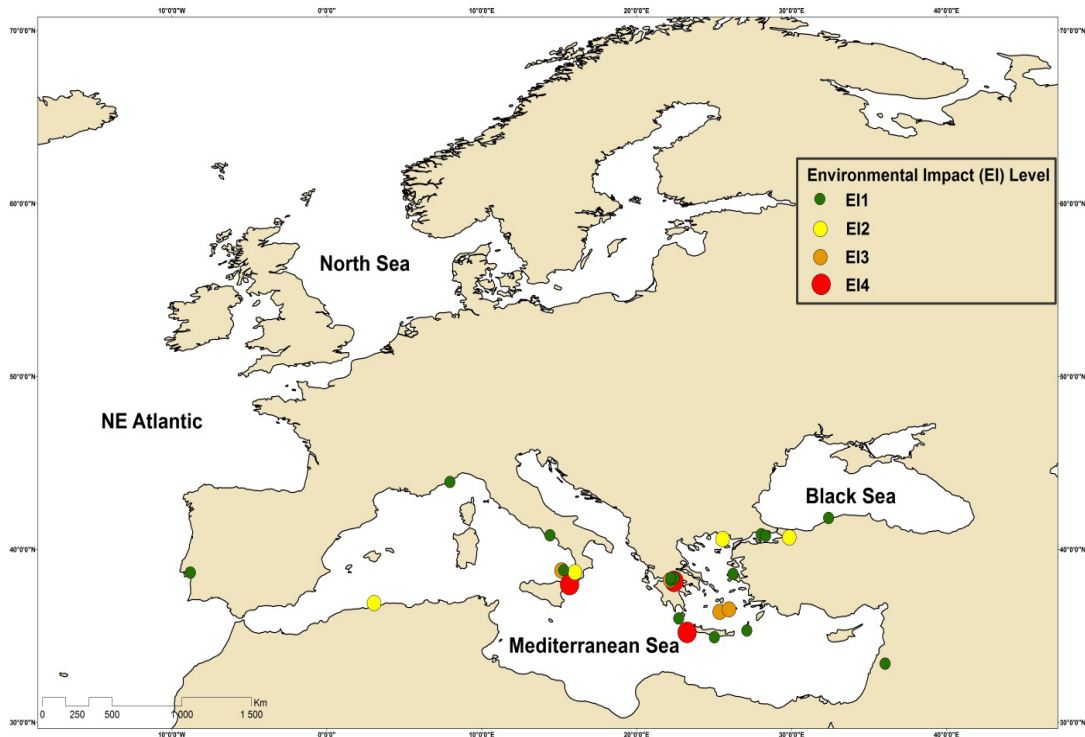 10°0'0"W 0°0'0"E 10°0'0"E 20°0'0"E 30°0'0"E 40°0'0"E
70°0'0"N 70°0'0"N
Environmental Impact (EI) Level
EI1
EI2
EI3
EI4
60°0'0"N 60°0'0"N
North Sea
50°0'0"N 50°0'0"N
NE Atlantic
Black Sea
40°0'0"N 40°0'0"N
Mediterranean Sea
Km
0 250 500 1 000 1 500
30°0'0"N 30°0'0"N
10°0'0"W 0°0'0"E 10°0'0"E 20°0'0"E 30°0'0"E 40°0'0"E